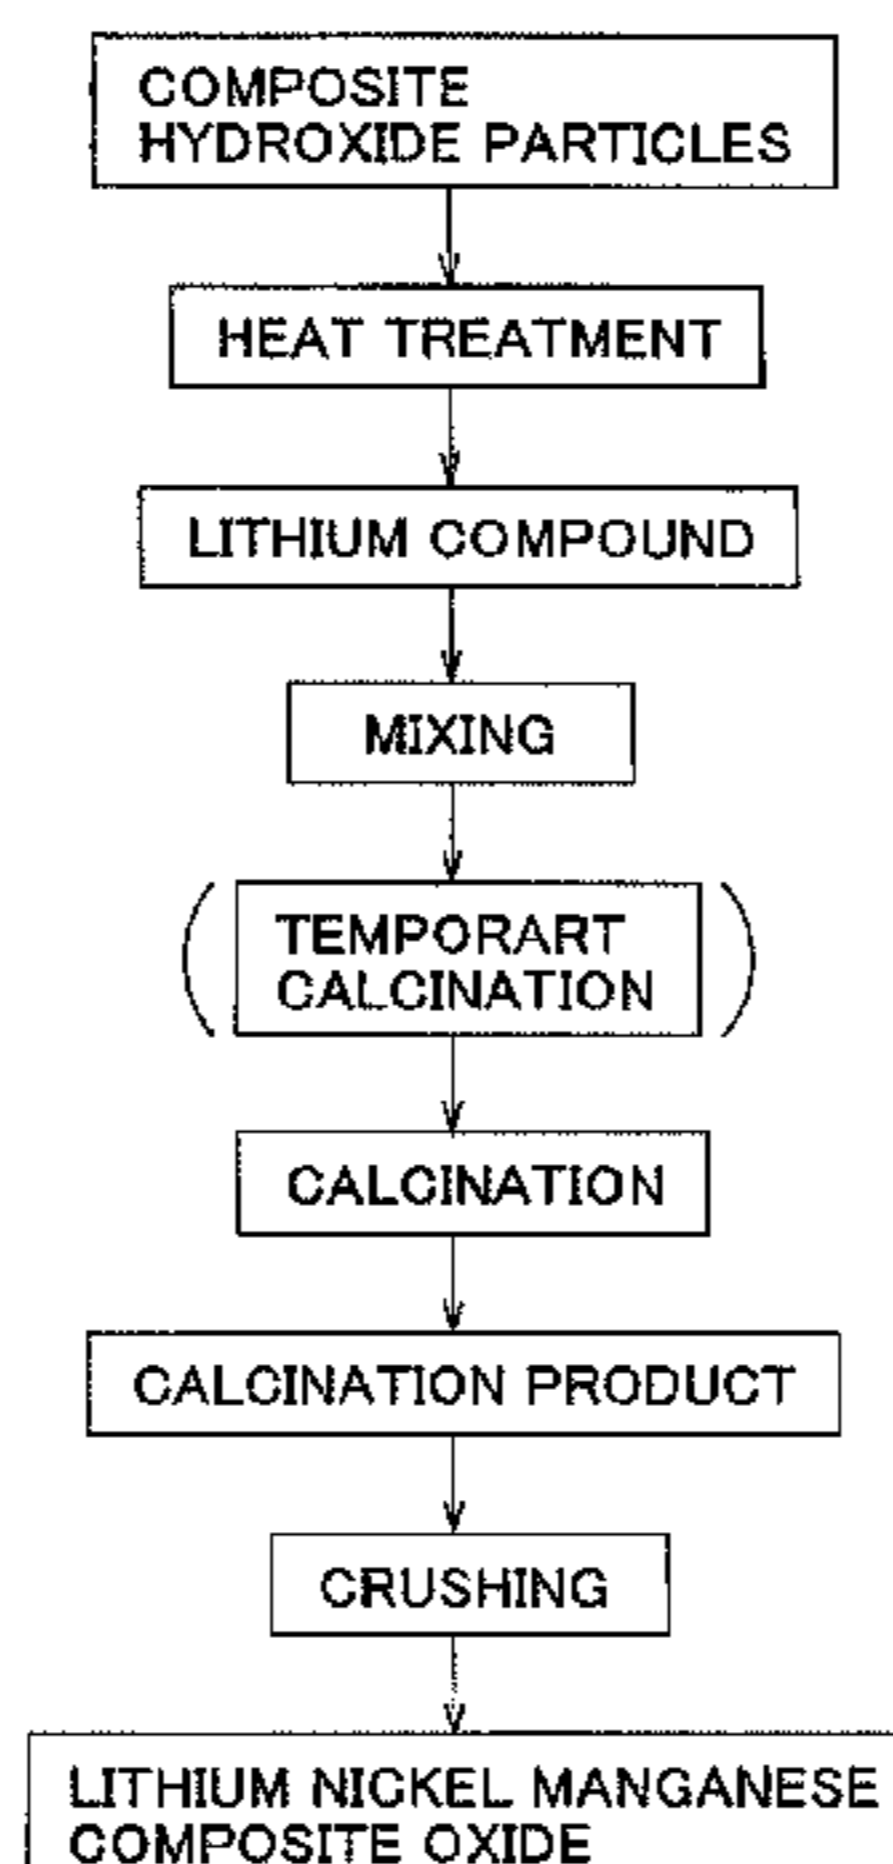 COMPOSITE
HYDROXIDE PARTICLES
HEAT TREATMENT
LITHIUM COMPOUND
MIXING
TEMPORART
CALCINATION
CALCINATION
CALCINATION PRODUCT
CRUSHING
LITHIUM NICKEL MANGANESE
COMPOSITE OXIDE